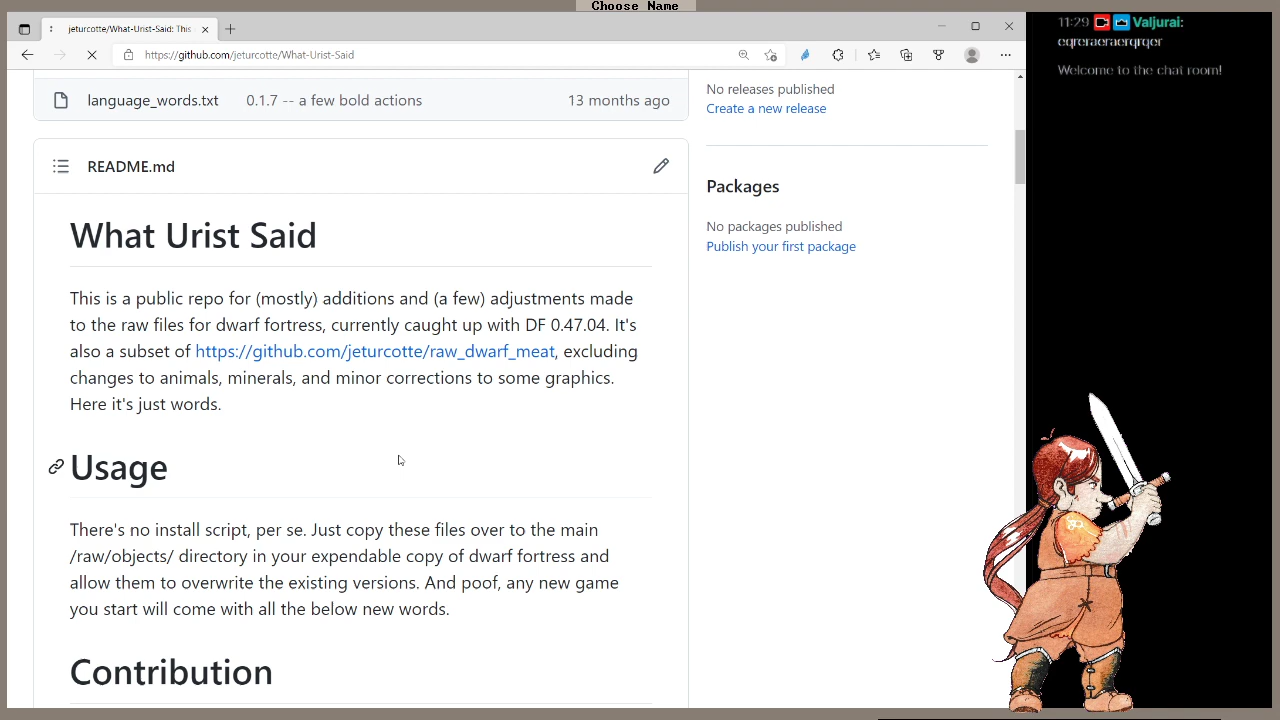 Choose Name
jeturcotte/What-Urist-Said: This
https://github.com/jeturcotte/What-Urist-Said
11:29 Valjurai:
eqreraeraerqrqer
Welcome to the chat room!
language_words.txt 0.1.7 -- a few bold actions 13 months ago
No releases published
Create a new release
README.md
Packages
No packages published
Publish your first package
What Urist Said
This is a public repo for (mostly) additions and (a few) adjustments made
to the raw files for dwarf fortress, currently caught up with DF 0.47.04. It's
also a subset of https://github.com/jeturcotte/raw_dwarf_meat, excluding
changes to animals, minerals, and minor corrections to some graphics.
Here it's just words.
Usage
There's no install script, per se. Just copy these files over to the main
/raw/objects/ directory in your expendable copy of dwarf fortress and
allow them to overwrite the existing versions. And poof, any new game
you start will come with all the below new words.
Contribution